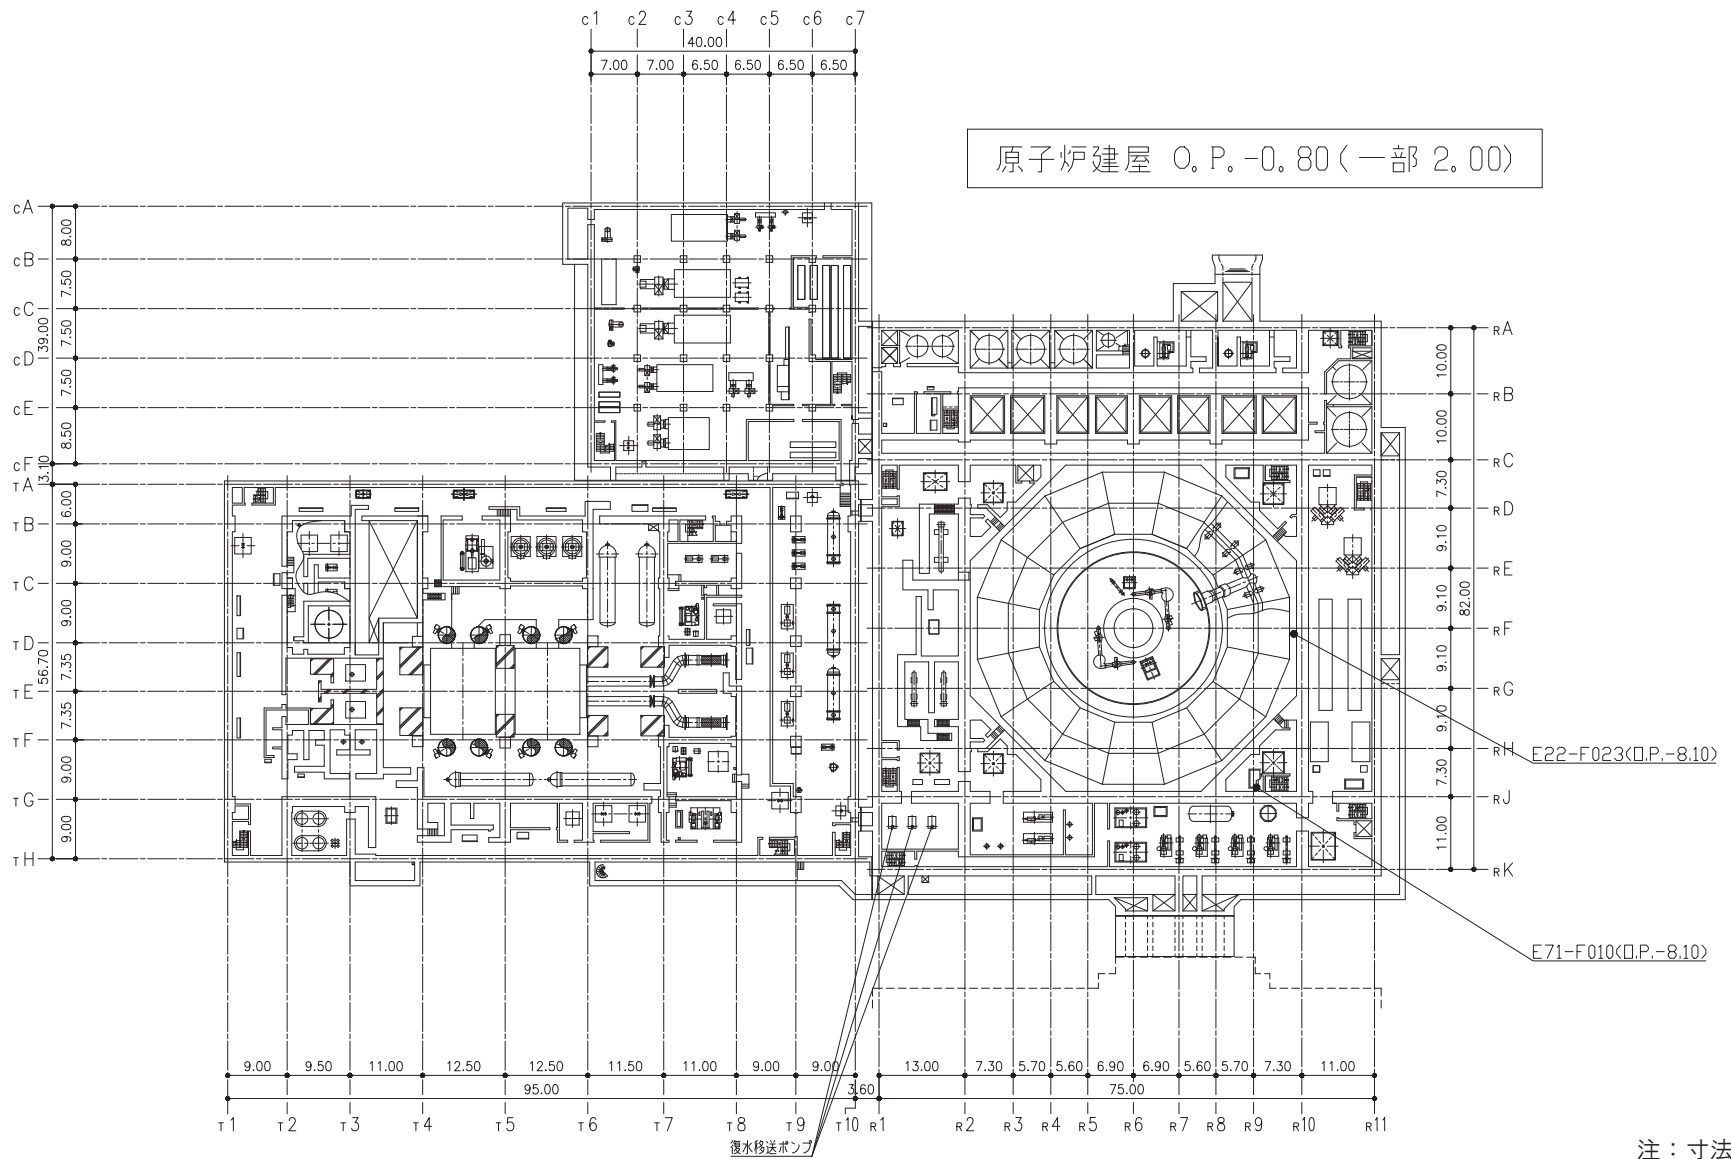 c1 c2 c3 c4 c5 c6 c7
40.00
7.00 7.00 6.50 6.50 6.50 6.50
原子炉建屋 O.P.-0.80(一部 2.00)
cA
8.00
cB
7.50
cC
7.50
39.00
cD
7.50
cE
8.50
cF
3.10
TA
6.00
TB
9.00
TC
9.00
TD
7.35
56.70
TE
7.35
TF
9.00
TG
9.00
TH
RA
10.00
RB
10.00
RC
7.30
RD
9.10
RE
9.10
82.00
RF
9.10
RG
9.10
RH
7.30
RJ
11.00
RK
E22-F023(O.P.-8.10)
E71-F010(O.P.-8.10)
9.00 9.50 11.00 12.50 12.50 11.50 11.00 9.00 9.00 13.00 7.30 5.70 5.60 6.90 6.90 5.60 5.70 7.30 11.00
95.00 3.60 75.00
T1 T2 T3 T4 T5 T6 T7 T8 T9 T10 R1 R2 R3 R4 R5 R6 R7 R8 R9 R10 R11
復水移送ポンプ
注：寸法